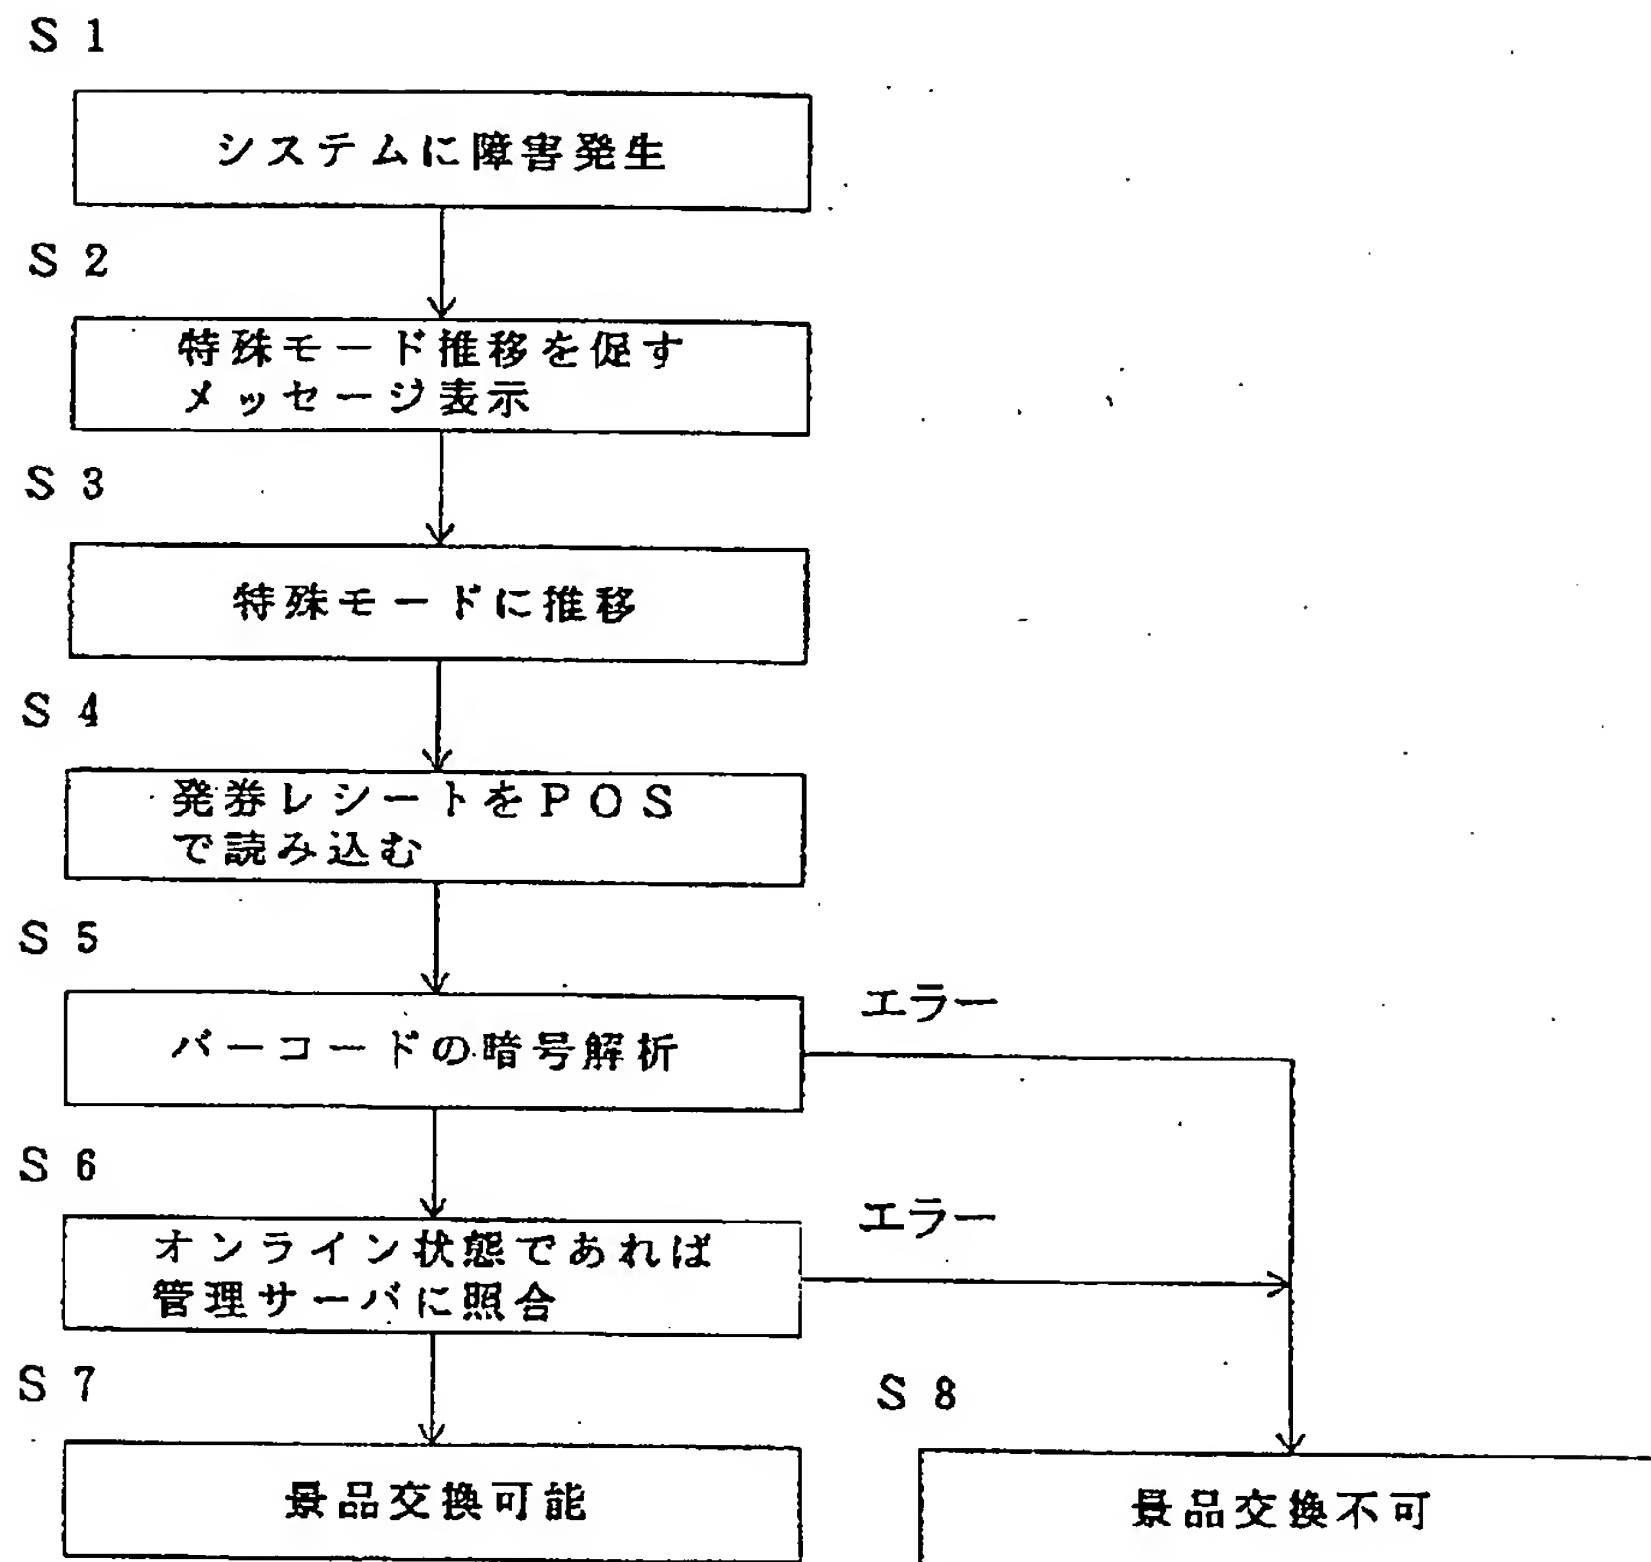 S 1
システムに障害発生
S 2
特殊モード推移を促す
メッセージ表示
S 3
特殊モードに推移
S 4
発券レシートをPOS
で読み込む
S 5
バーコードの暗号解析
エラー
S 6
オンライン状態であれば
管理サーバに照合
エラー
S 7
景品交換可能
S 8
景品交換不可